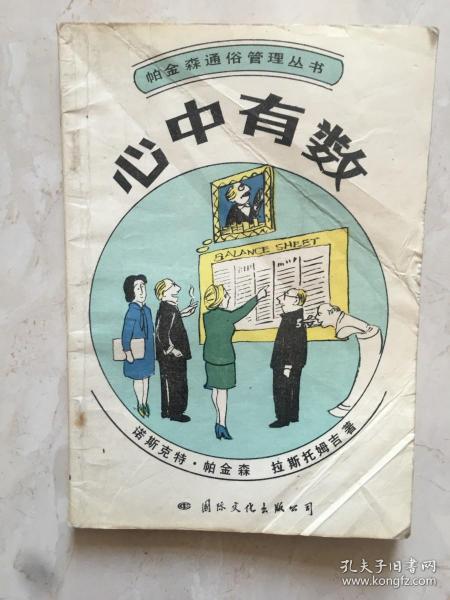 帕金森通俗管理丛书
心中有数
BALANCE SHEET
诺斯克特·帕金森 拉斯托姆吉著
国际文化出版公司
孔夫子旧书网
www.kongfz.com